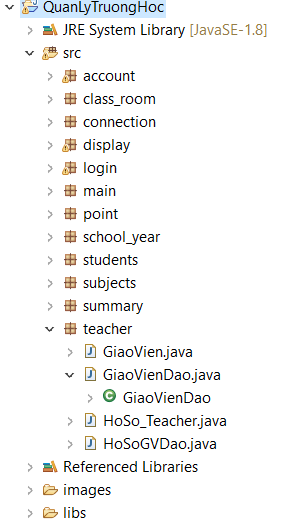 QuanLyTruongHoc
JRE System Library [JavaSE-1.8]
src
account
class_room
connection
display
login
main
point
school_year
students
subjects
summary
teacher
GiaoVien.java
GiaoVienDao.java
GiaoVienDao
HoSo_Teacher.java
HoSoGVDao.java
Referenced Libraries
images
libs